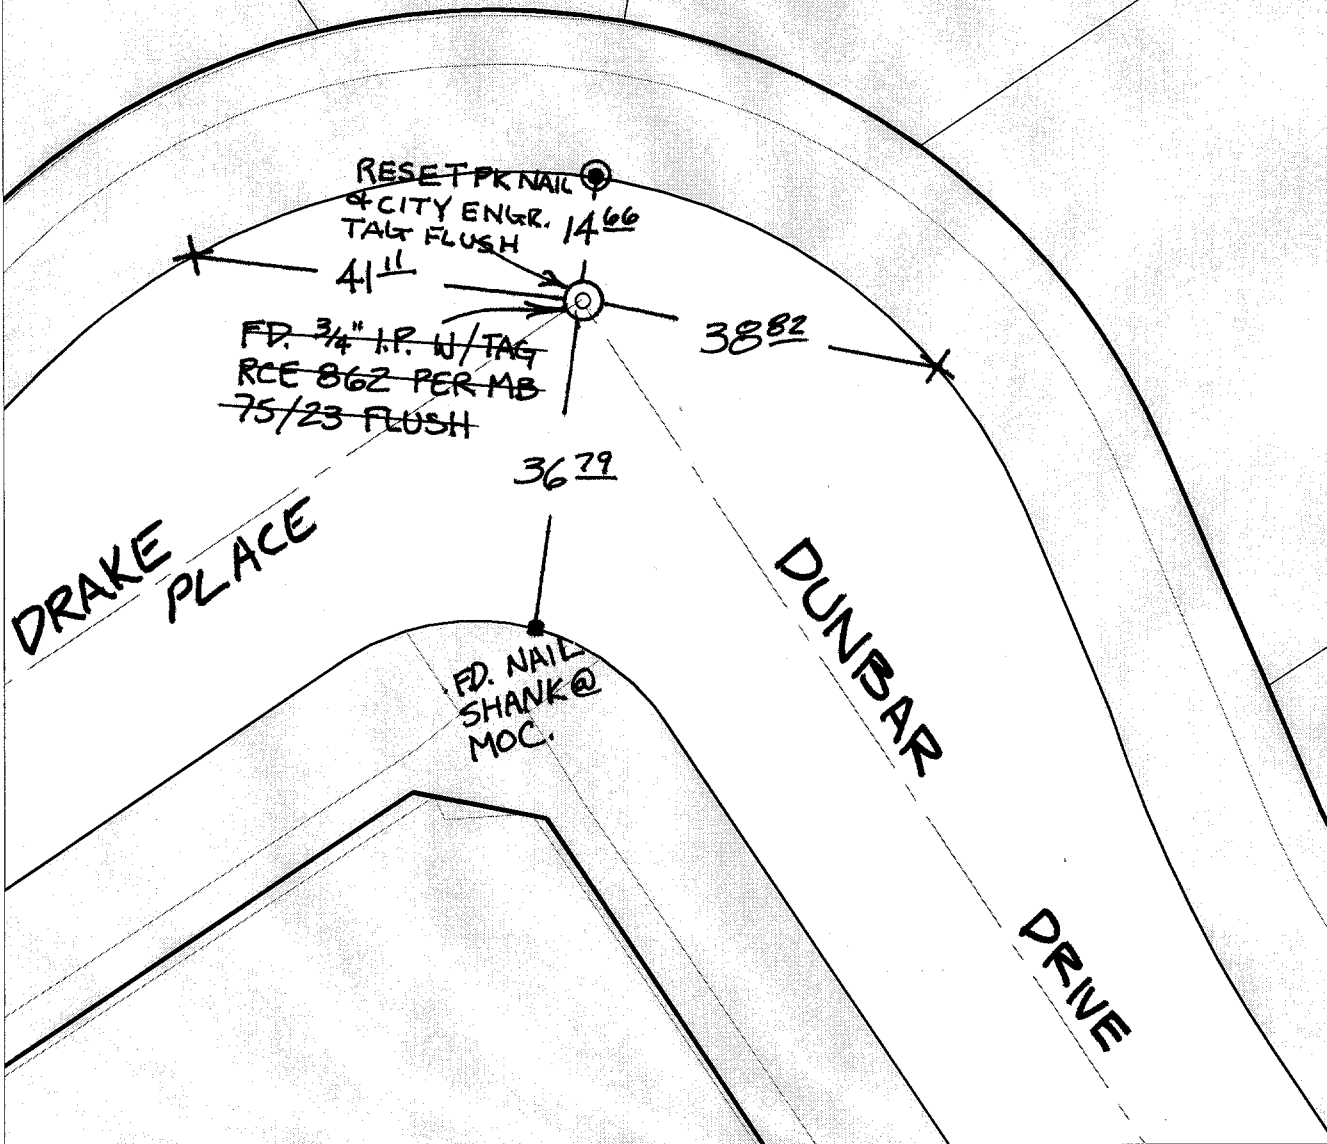 RESET PK NAIL
& CITY ENGR.
TAG FLUSH
14 66
41 11
FD. 3/4" I.P. W/TAG
RCE 862 PER MB
75/23 FLUSH
38 82
36 79
DRAKE
PLACE
DUNBAR
DRIVE
FD. NAIL
SHANK @
MOC.